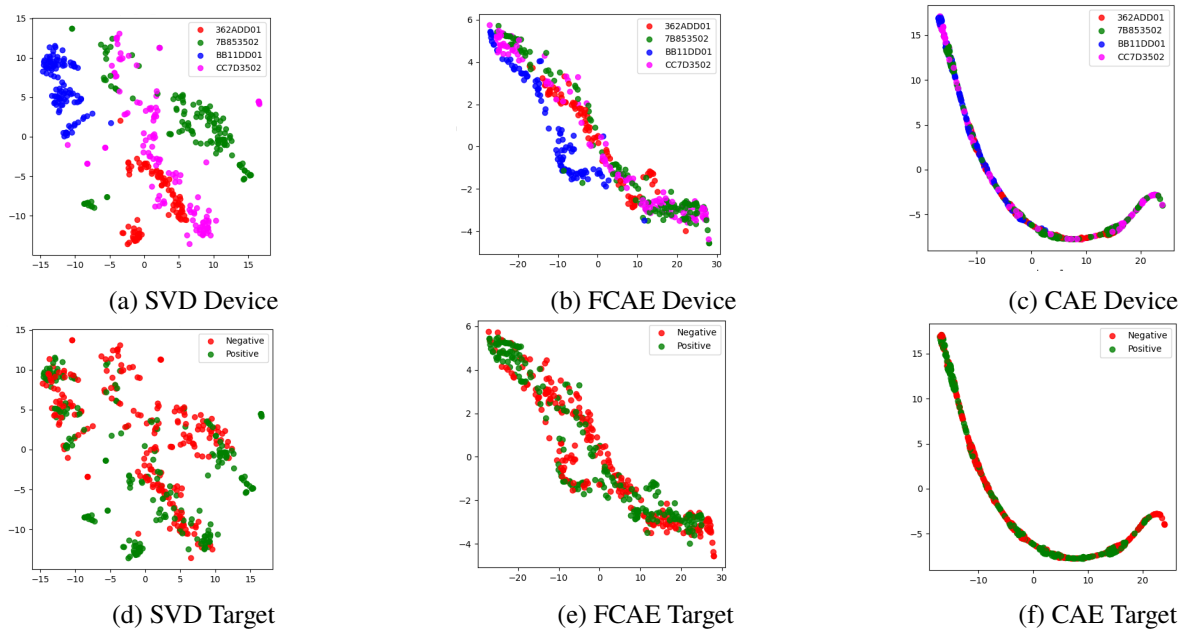 362ADD01
7B853502
BB11DD01
CC7D3502
15
10
5
0
−5
−10
−15 −10 −5 0 5 10 15
(a) SVD Device
362ADD01
7B853502
BB11DD01
CC7D3502
6
4
2
0
−2
−4
−20 −10 0 10 20 30
(b) FCAE Device
362ADD01
7B853502
BB11DD01
CC7D3502
15
10
5
0
−5
−10 0 10 20
(c) CAE Device
Negative
Positive
15
10
5
0
−5
−10
−15 −10 −5 0 5 10 15
(d) SVD Target
Negative
Positive
6
4
2
0
−2
−4
−20 −10 0 10 20 30
(e) FCAE Target
Negative
Positive
15
10
5
0
−5
−10 0 10 20
(f) CAE Target